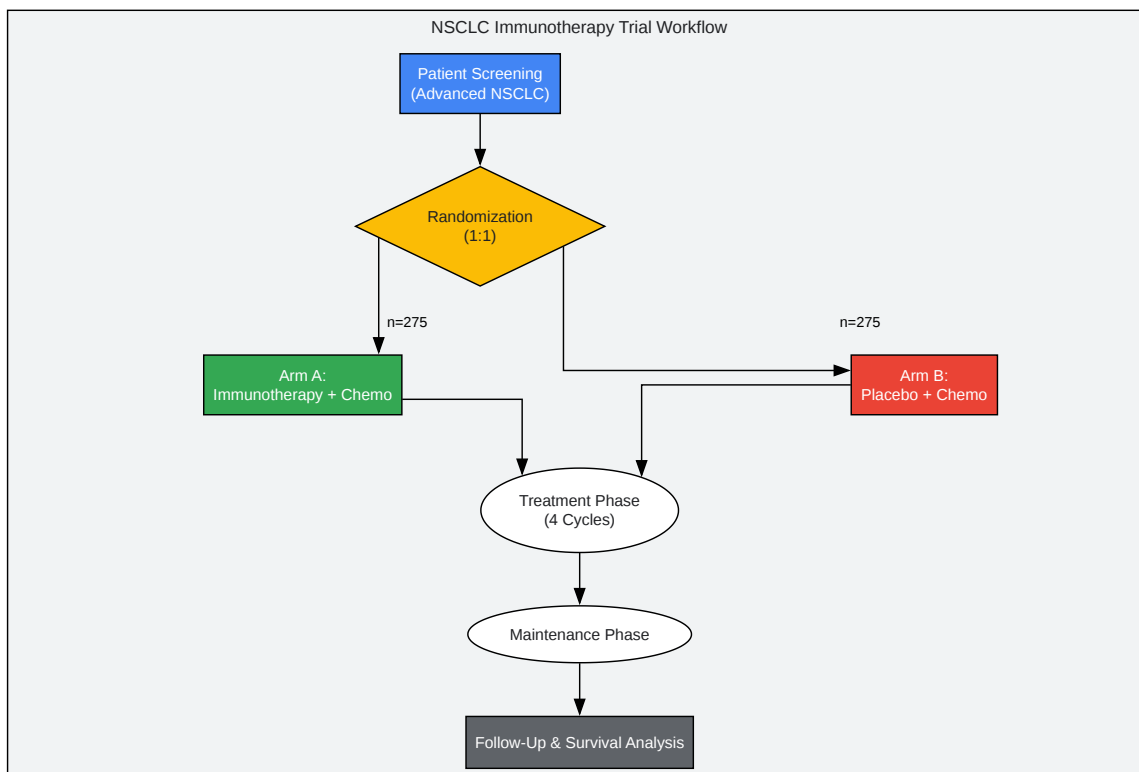 NSCLC Immunotherapy Trial Workflow
Patient Screening
(Advanced NSCLC)
Randomization
(1:1)
n=275
n=275
Arm A:
Immunotherapy + Chemo
Arm B:
Placebo + Chemo
Treatment Phase
(4 Cycles)
Maintenance Phase
Follow-Up & Survival Analysis